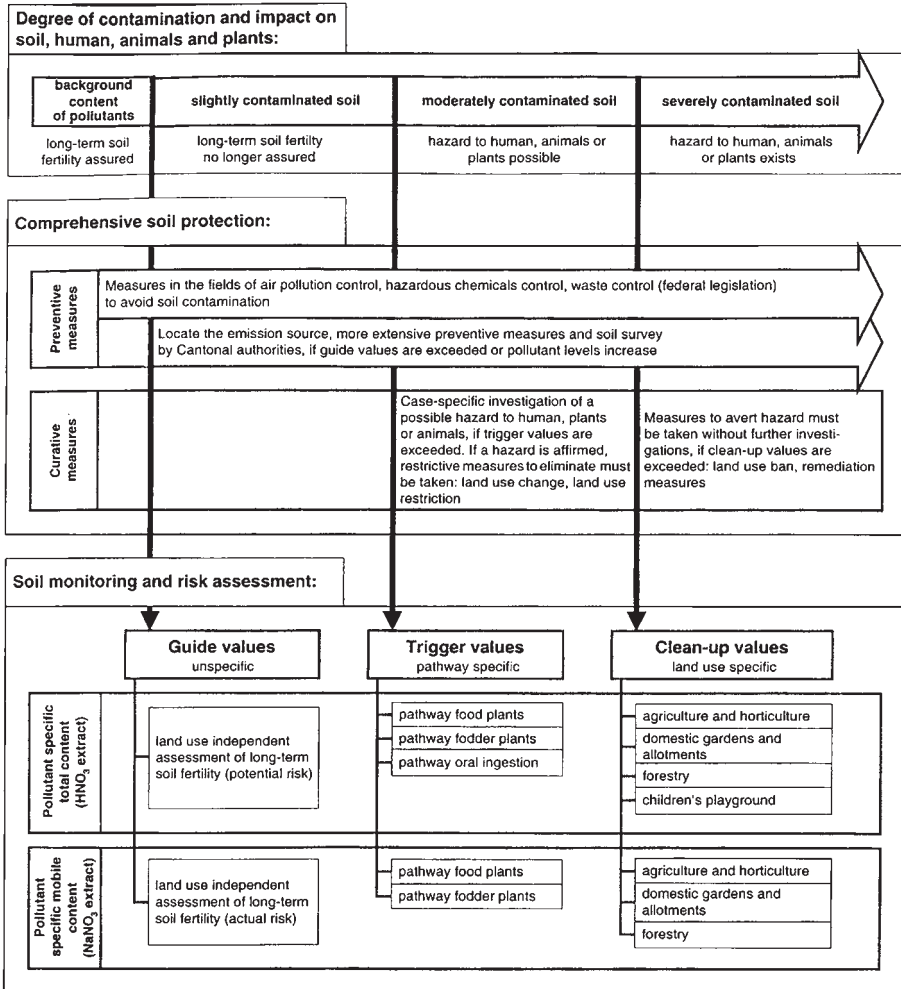 Degree of contamination and impact on
soil, human, animals and plants:
background
content
of pollutants
slightly contaminated soil
moderately contaminated soil
severely contaminated soil
long-term soil
fertility assured
long-term soil fertilty
no longer assured
hazard to human, animals or
plants possible
hazard to human, animals
or plants exists
Comprehensive soil protection:
Preventive
measures
Measures in the fields of air pollution control, hazardous chemicals control, waste control (federal legislation)
to avoid soil contamination
Locate the emission source, more extensive preventive measures and soil survey
by Cantonal authorities, if guide values are exceeded or pollutant levels increase
Curative
measures
Case-specific investigation of a
possible hazard to human, plants
or animals, if trigger values are
exceeded. If a hazard is affirmed,
restrictive measures to eliminate must
be taken: land use change, land use
restriction
Measures to avert hazard must
be taken without further investi-
gations, if clean-up values are
exceeded: land use ban, remediation
measures
Soil monitoring and risk assessment:
Guide values
unspecific
Trigger values
pathway specific
Clean-up values
land use specific
Pollutant specific
total content
(HNO₃ extract)
land use independent
assessment of long-term
soil fertility (potential risk)
pathway food plants
pathway fodder plants
pathway oral ingestion
agriculture and horticulture
domestic gardens and
allotments
forestry
children's playground
Pollutant
specific mobile
content
(NaNO₃ extract)
land use independent
assessment of long-term
soil fertility (actual risk)
pathway food plants
pathway fodder plants
agriculture and horticulture
domestic gardens and
allotments
forestry